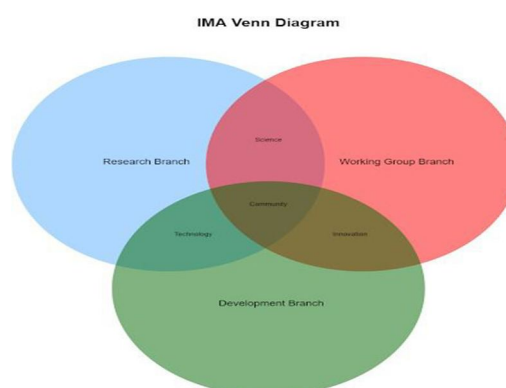 IMA Venn Diagram
Science
Research Branch
Working Group Branch
Community
Technology
Innovation
Development Branch